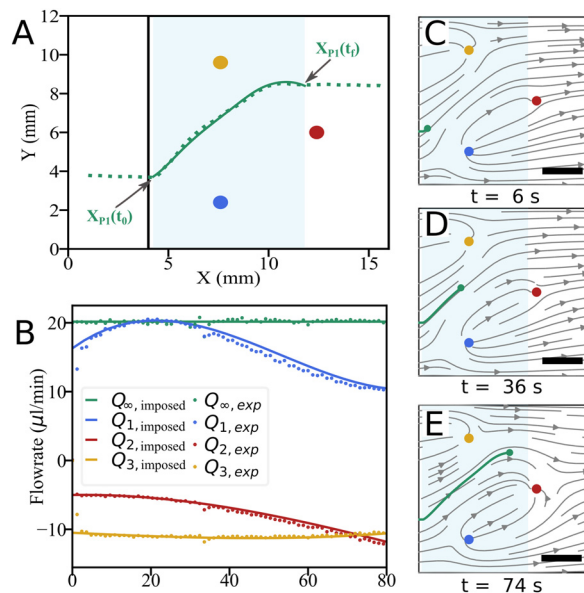 A
12
10
8
6
4
2
0
Y (mm)
0
5
10
15
X (mm)
X_P1(t_0)
X_P1(t_f)
B
20
10
0
−10
Flowrate (µl/min)
Q_∞, imposed
Q_1, imposed
Q_2, imposed
Q_3, imposed
Q_∞, exp
Q_1, exp
Q_2, exp
Q_3, exp
0
20
40
60
80
C
t = 6 s
D
t = 36 s
E
t = 74 s